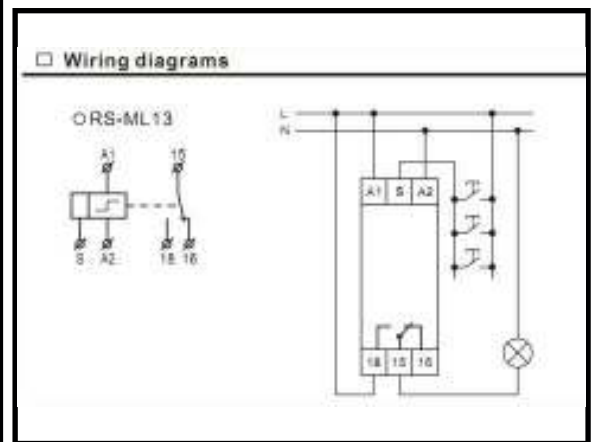 □ Wiring diagrams
○RS-ML13
A1 15
S A2 18 16
L
N
A1 S A2
18 15 16